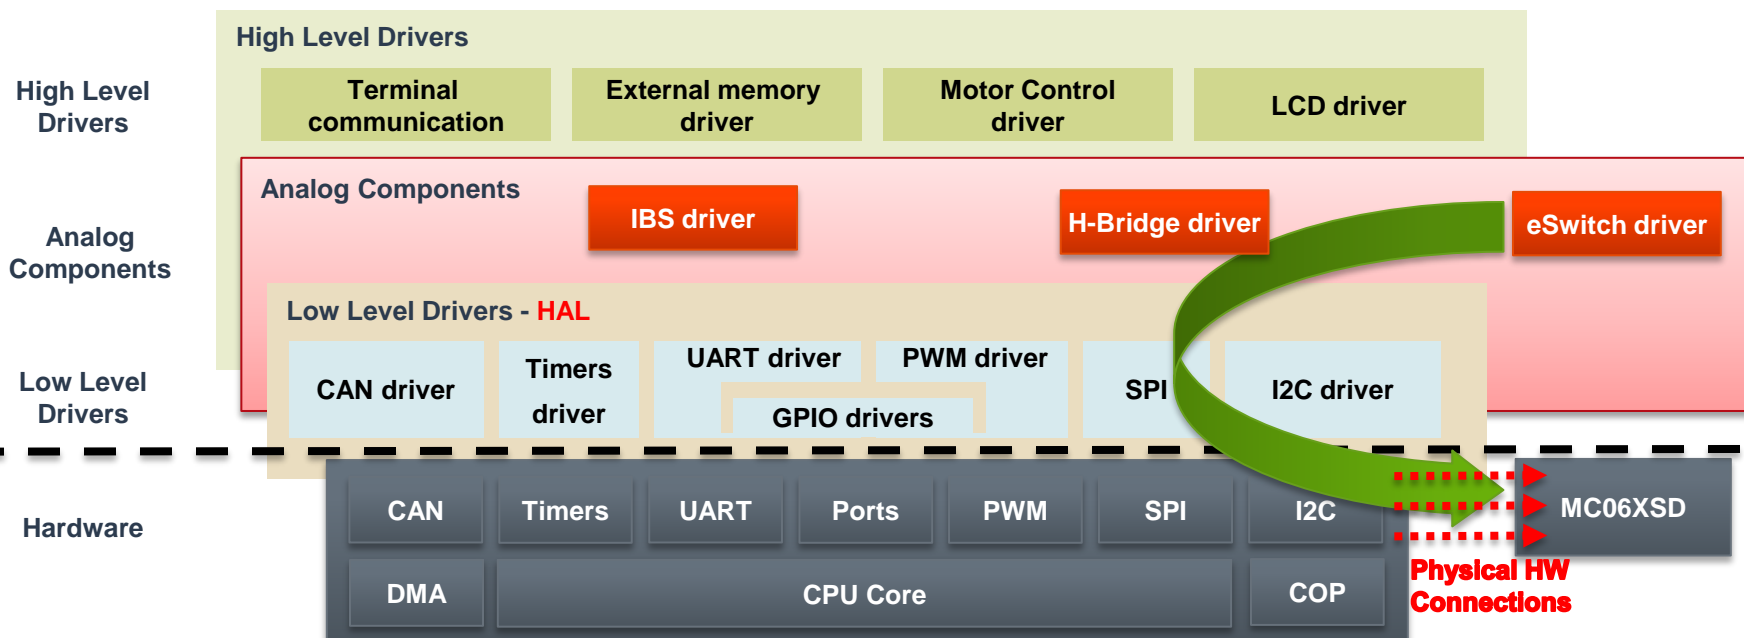 High Level Drivers
High Level
Drivers
Terminal
communication
External memory
driver
Motor Control
driver
LCD driver
Analog Components
Analog
Components
IBS driver
H-Bridge driver
eSwitch driver
Low Level Drivers - HAL
Low Level
Drivers
CAN driver
Timers
driver
UART driver
PWM driver
GPIO drivers
SPI
I2C driver
Hardware
CAN
Timers
UART
Ports
PWM
SPI
I2C
MC06XSD
DMA
CPU Core
COP
Physical HW
Connections